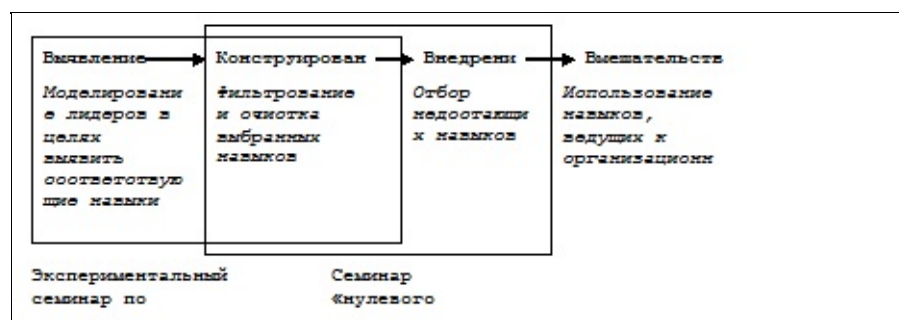 Выявление
Конструирован
Внедрени
Вмешательств
Моделировани
е лидеров в
целях
выявить
соответствую
щие навыки
Фильтрование
и очистка
выбранных
навыков
Отбор
недостающи
х навыков
Использование
навыков,
ведущих к
организационн
Экспериментальный
семинар по
Семинар
«нулевого